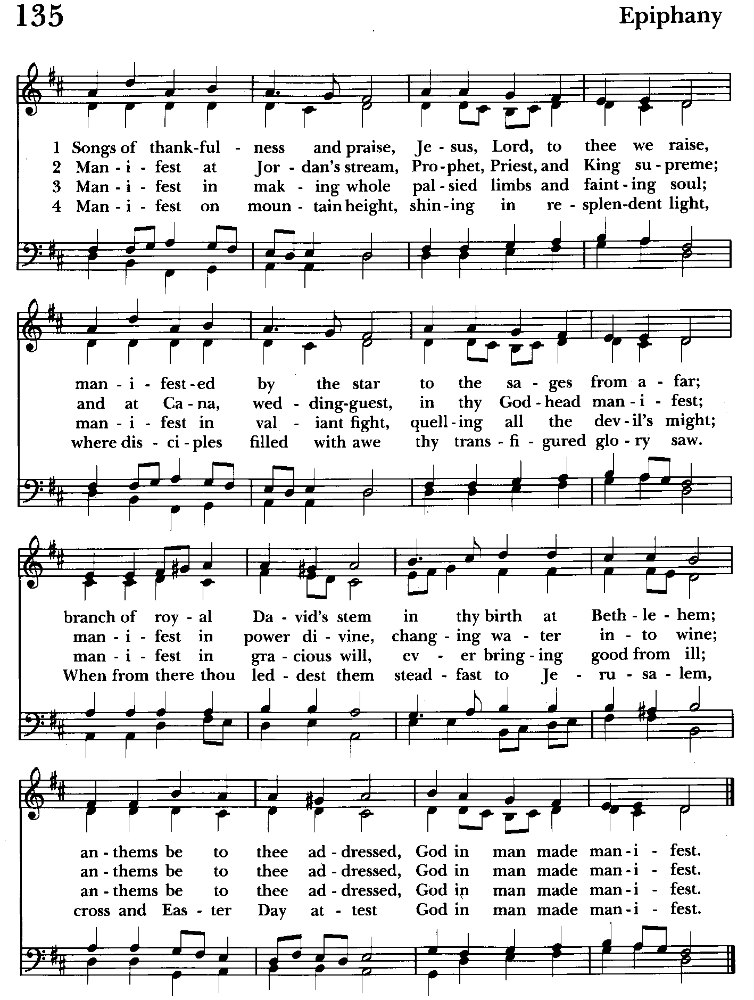 135 Epiphany
1 Songs of thank-ful - ness and praise, Je - sus, Lord, to thee we raise,
2 Man - i - fest at Jor - dan's stream, Pro-phet, Priest, and King su - preme;
3 Man - i - fest in mak - ing whole pal - sied limbs and faint - ing soul;
4 Man - i - fest on moun - tain height, shin-ing in re - splen-dent light,
man - i - fest-ed by the star to the sa - ges from a - far;
and at Ca - na, wed - ding-guest, in thy God-head man - i - fest;
man - i - fest in val - iant fight, quell-ing all the dev-il's might;
where dis - ci - ples filled with awe thy trans - fi - gured glo - ry saw.
branch of roy - al Da - vid's stem in thy birth at Beth - le - hem;
man - i - fest in power di - vine, chang - ing wa - ter in - to wine;
man - i - fest in gra - cious will, ev - er bring - ing good from ill;
When from there thou led - dest them stead - fast to Je - ru - sa - lem,
an - thems be to thee ad - dressed, God in man made man - i - fest.
an - thems be to thee ad - dressed, God in man made man - i - fest.
an - thems be to thee ad - dressed, God in man made man - i - fest.
cross and Eas - ter Day at - test God in man made man - i - fest.